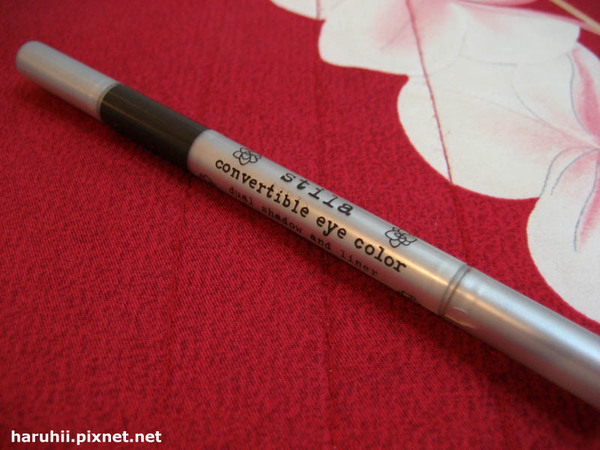 stila
convertible eye color
dual shadow and liner
haruhii.pixnet.net